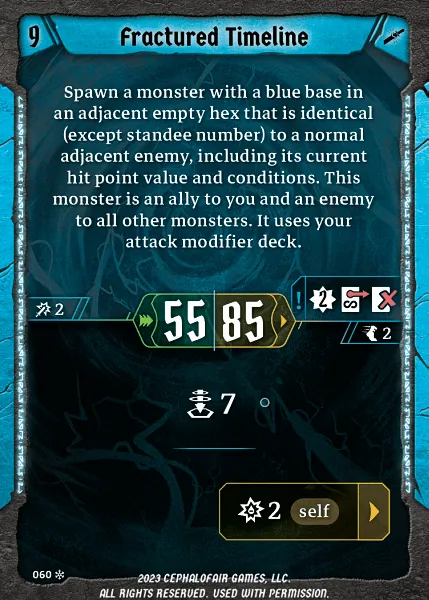 9
Fractured Timeline
Spawn a monster with a blue base in
an adjacent empty hex that is identical
(except standee number) to a normal
adjacent enemy, including its current
hit point value and conditions. This
monster is an ally to you and an enemy
to all other monsters. It uses your
attack modifier deck.
2
55 85
! 2
2
7
2 self
060
2023 CEPHALOFAIR GAMES, LLC.
ALL RIGHTS RESERVED. USED WITH PERMISSION.